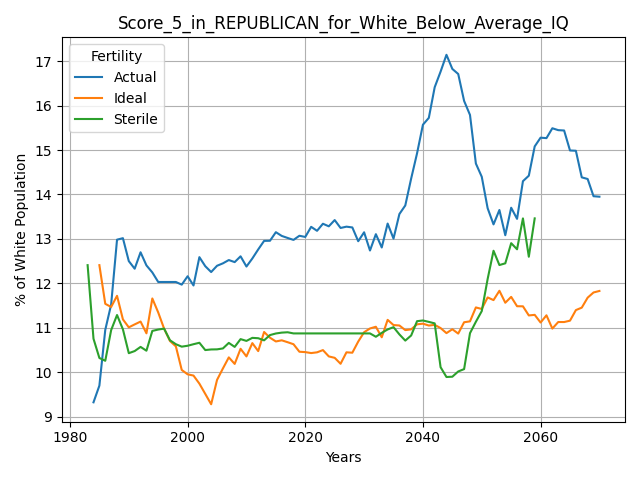 Score_5_in_REPUBLICAN_for_White_Below_Average_IQ
Fertility
Actual
Ideal
Sterile
% of White Population
17
16
15
14
13
12
11
10
9
1980 2000 2020 2040 2060
Years